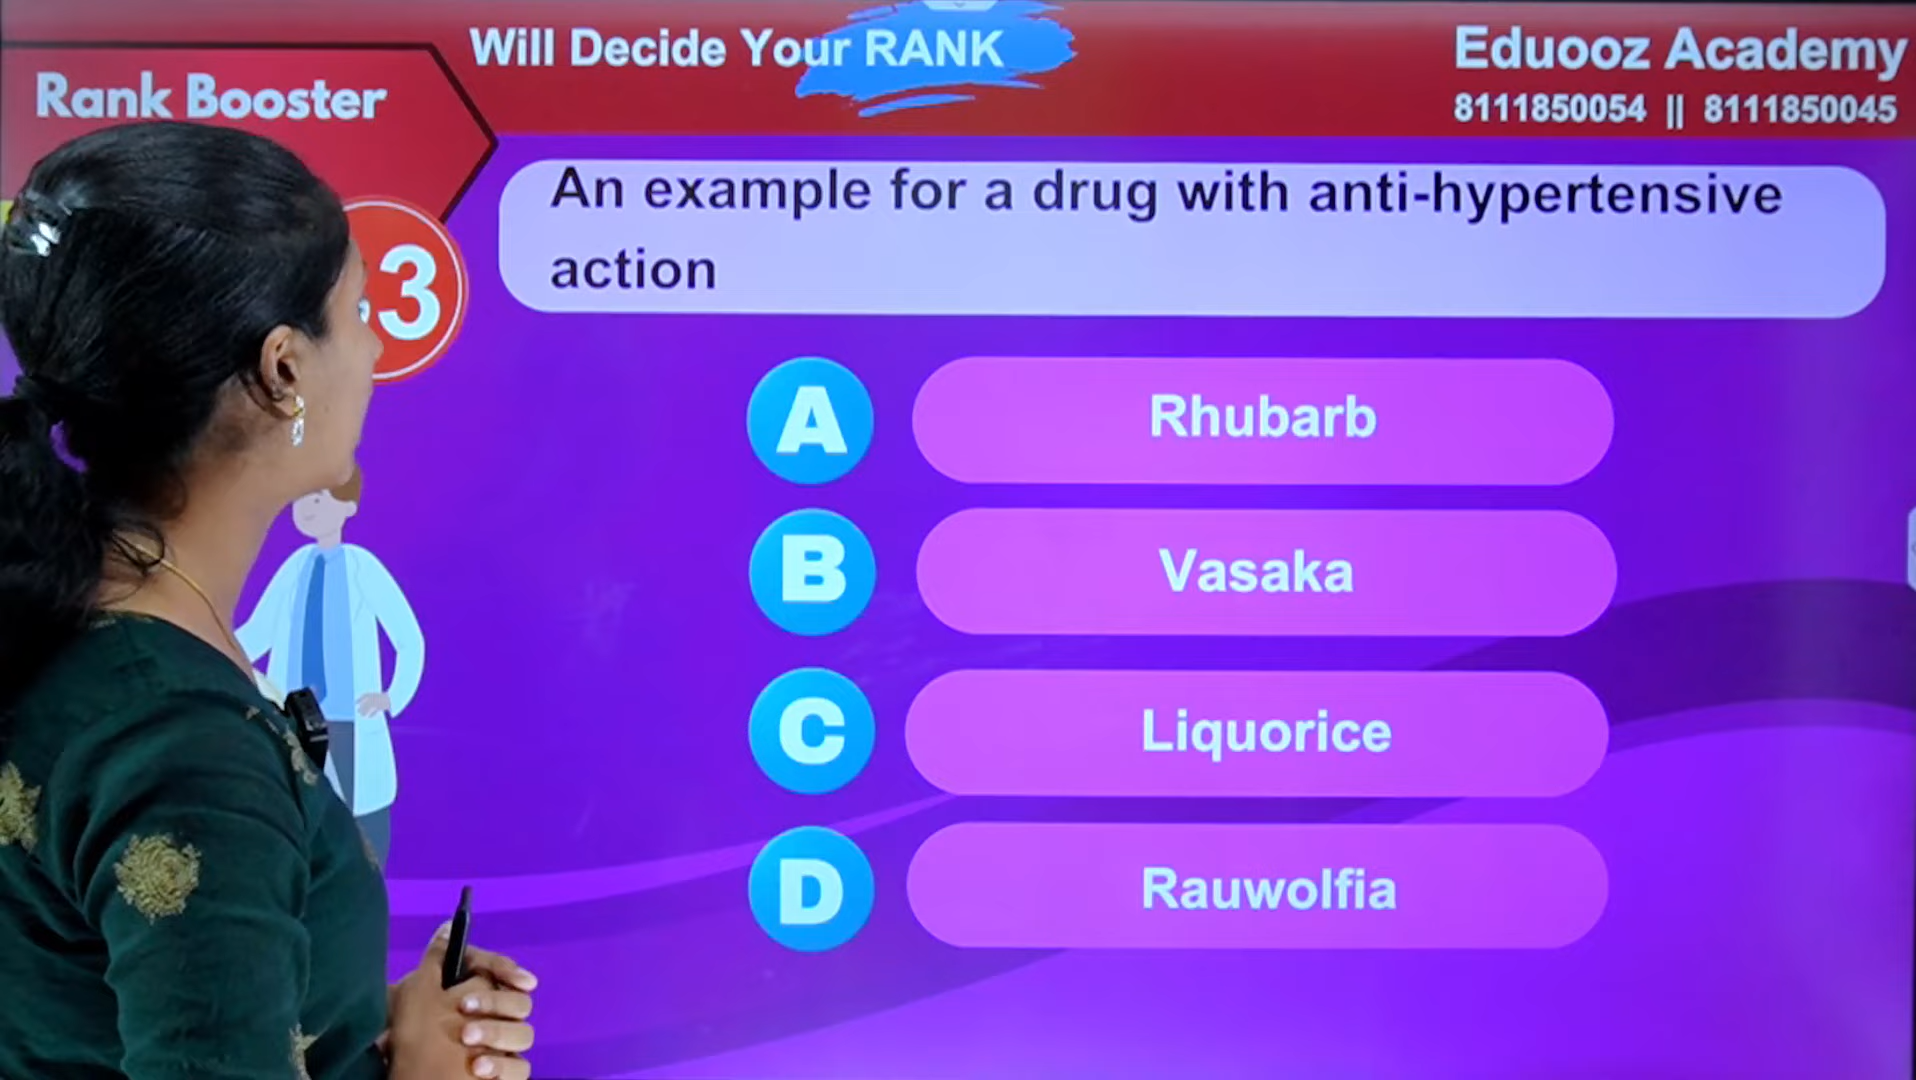 Will Decide Your RANK
Eduooz Academy
8111850054 || 8111850045
Rank Booster
3
An example for a drug with anti-hypertensive
action
A Rhubarb
B Vasaka
C Liquorice
D Rauwolfia